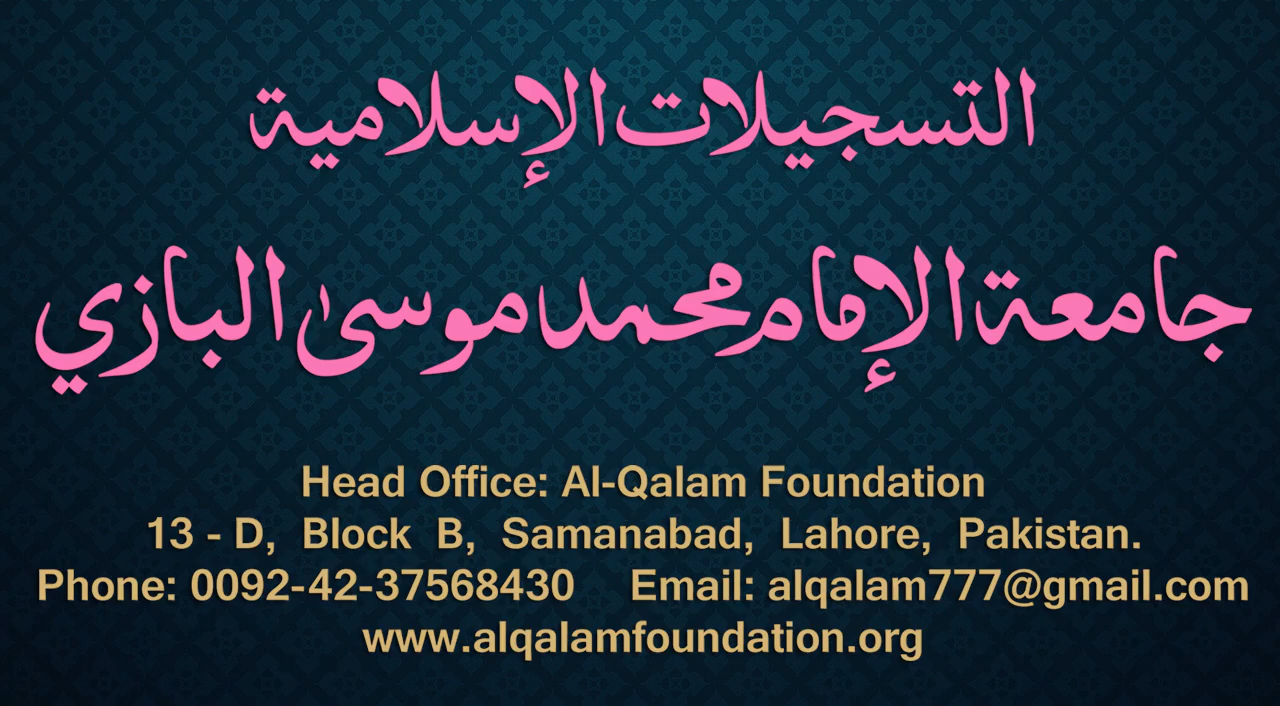 التسجيلات الإسلامية
جامعة الإمام محمد موسىٰ البازي
Head Office: Al-Qalam Foundation
13 - D, Block B, Samanabad, Lahore, Pakistan.
Phone: 0092-42-37568430 Email: alqalam777@gmail.com
www.alqalamfoundation.org